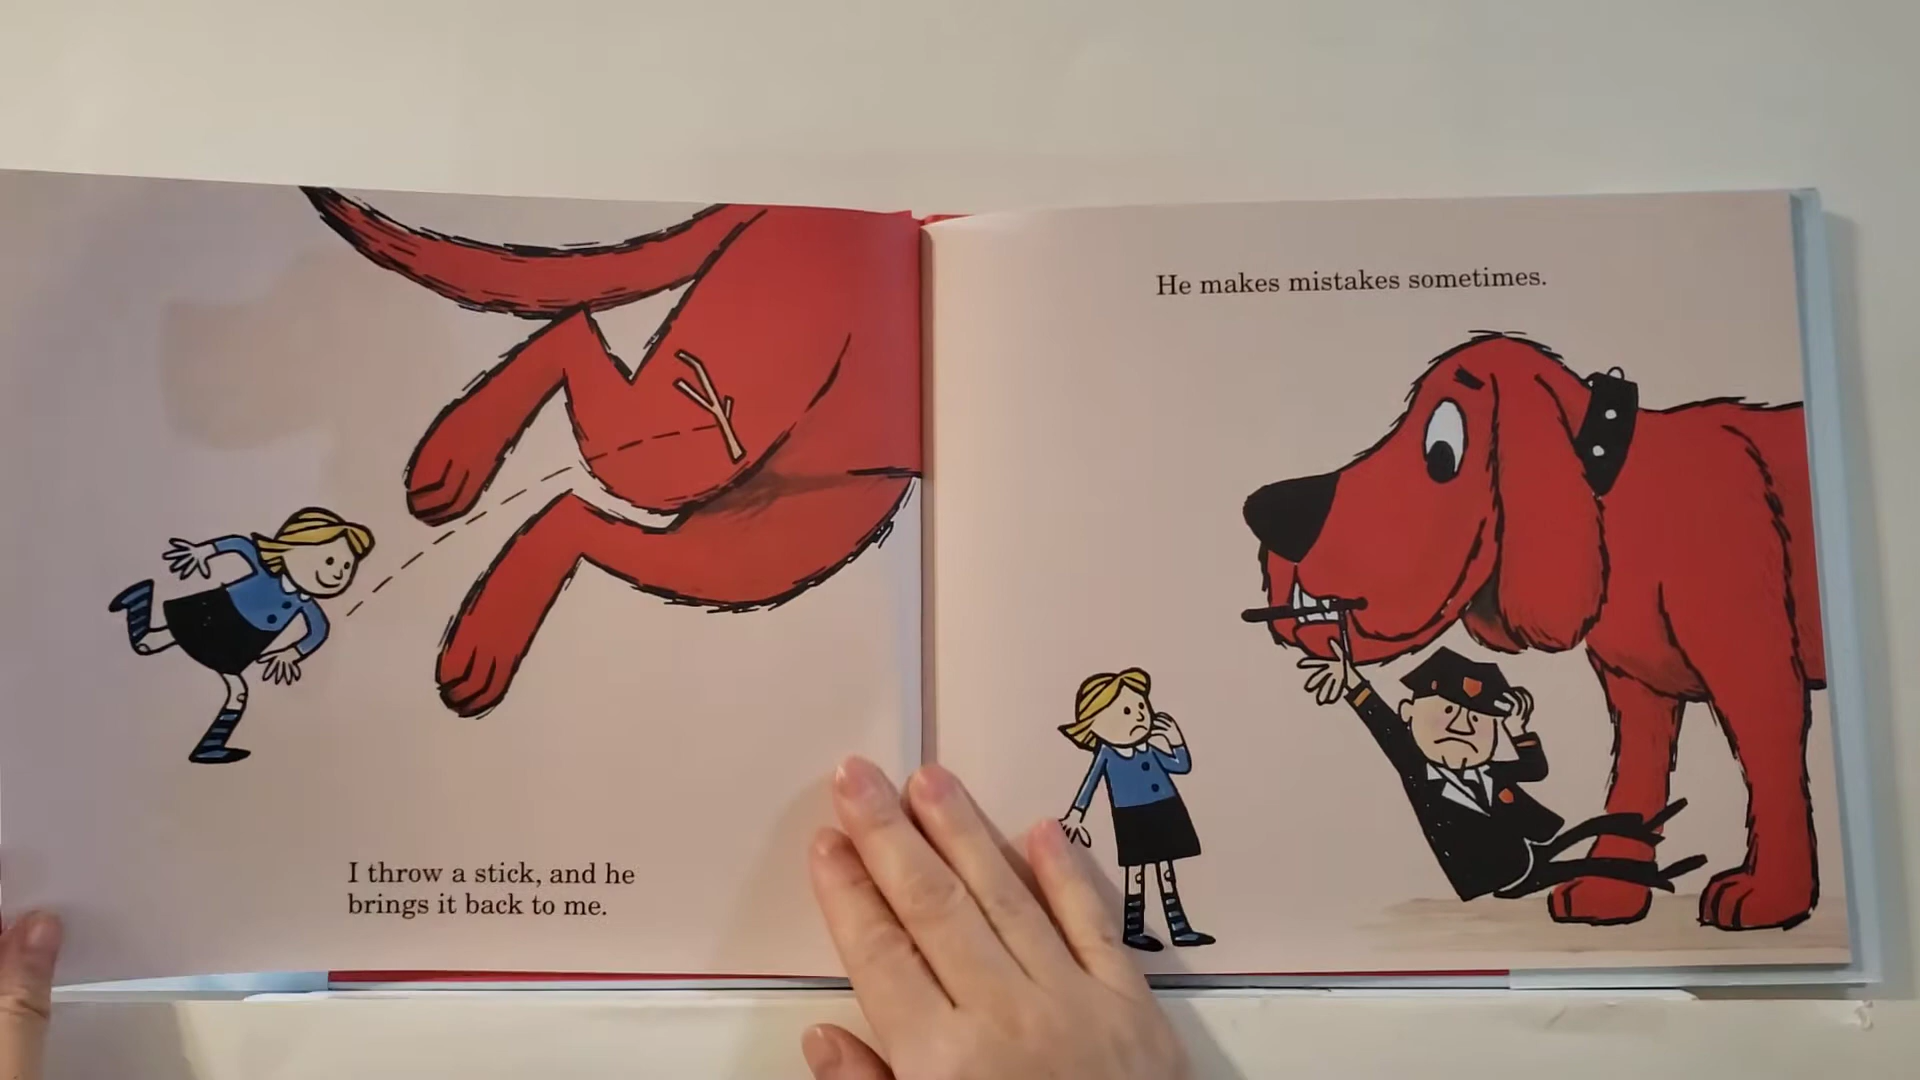 I throw a stick, and he
brings it back to me.
He makes mistakes sometimes.